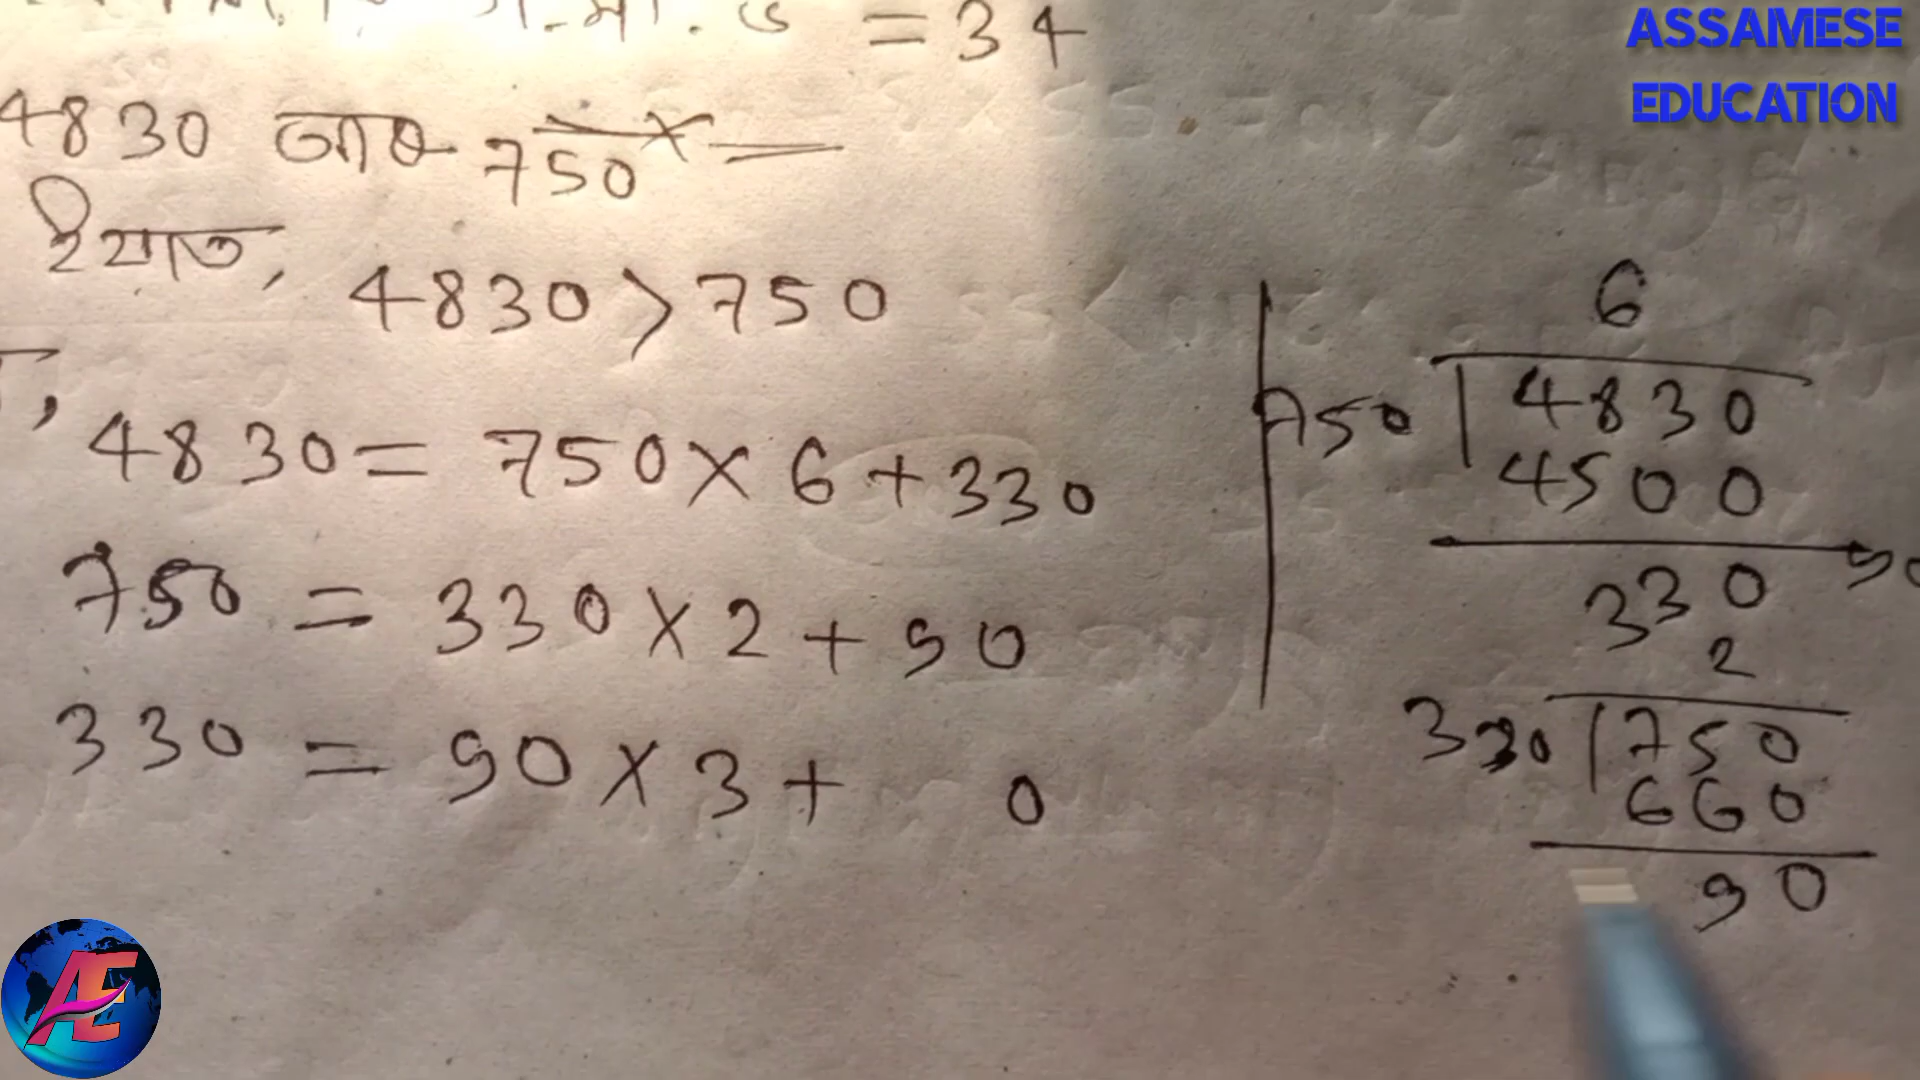 = 34
4830 আৰু 750
ইয়াত, 4830 > 750
4830 = 750 × 6 + 330
750 = 330 × 2 + 90
330 = 90 × 3 + 0
6
750 4830
4500
330
2
330 750
660
90
ASSAMESE
EDUCATION
AE